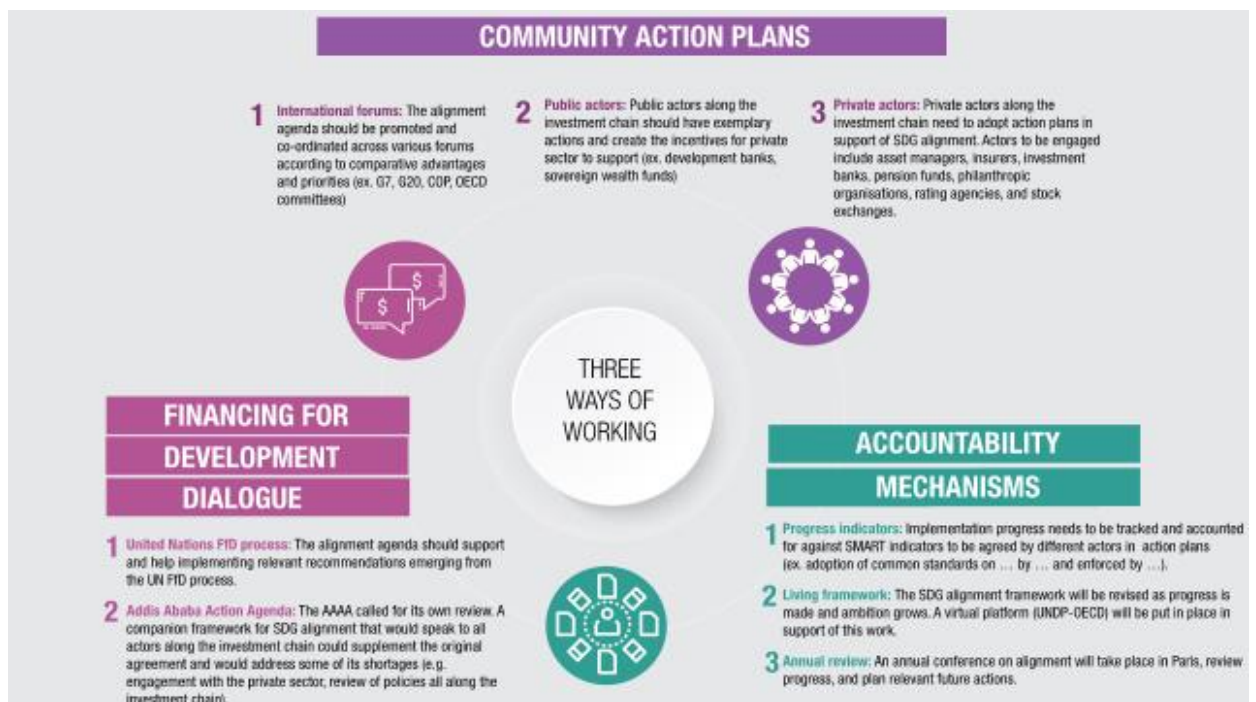 COMMUNITY ACTION PLANS
1 International forums: The alignment
agenda should be promoted and
co-ordinated across various forums
according to comparative advantages
and priorities (ex. G7, G20, COP, OECD
committees)
2 Public actors: Public actors along the
investment chain should have exemplary
actions and create the incentives for private
sector to support (ex. development banks,
sovereign wealth funds)
3 Private actors: Private actors along the
investment chain need to adopt action plans in
support of SDG alignment. Actors to be engaged
include asset managers, insurers, investment
banks, pension funds, philanthropic
organisations, rating agencies, and stock
exchanges.
$
$
THREE
WAYS OF
WORKING
FINANCING FOR
DEVELOPMENT
DIALOGUE
1 United Nations FfD process: The alignment agenda should support
and help implementing relevant recommendations emerging from
the UN FfD process.
2 Addis Ababa Action Agenda: The AAAA called for its own review. A
companion framework for SDG alignment that would speak to all
actors along the investment chain could supplement the original
agreement and would address some of its shortages (e.g.
engagement with the private sector, review of policies all along the
investment chain)
ACCOUNTABILITY
MECHANISMS
1 Progress indicators: Implementation progress needs to be tracked and accounted
for against SMART indicators to be agreed by different actors in action plans
(ex. adoption of common standards on ... by ... and enforced by ...).
2 Living framework: The SDG alignment framework will be revised as progress is
made and ambition grows. A virtual platform (UNDP-OECD) will be put in place in
support of this work.
3 Annual review: An annual conference on alignment will take place in Paris, review
progress, and plan relevant future actions.